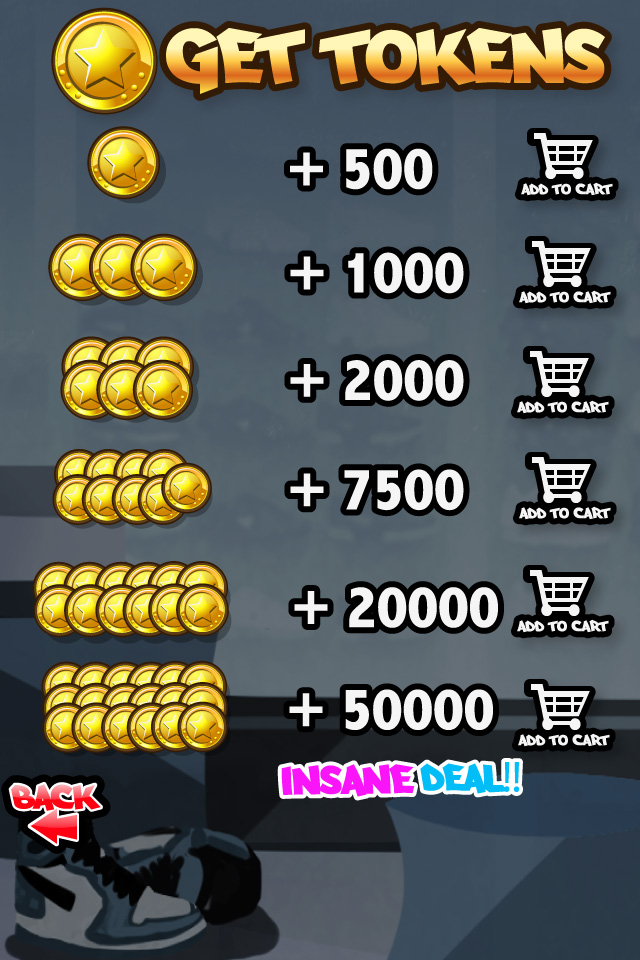 GET TOKENS
+ 500
ADD TO CART
+ 1000
ADD TO CART
+ 2000
ADD TO CART
+ 7500
ADD TO CART
+ 20000
ADD TO CART
+ 50000
ADD TO CART
INSANE DEAL!!
BACK